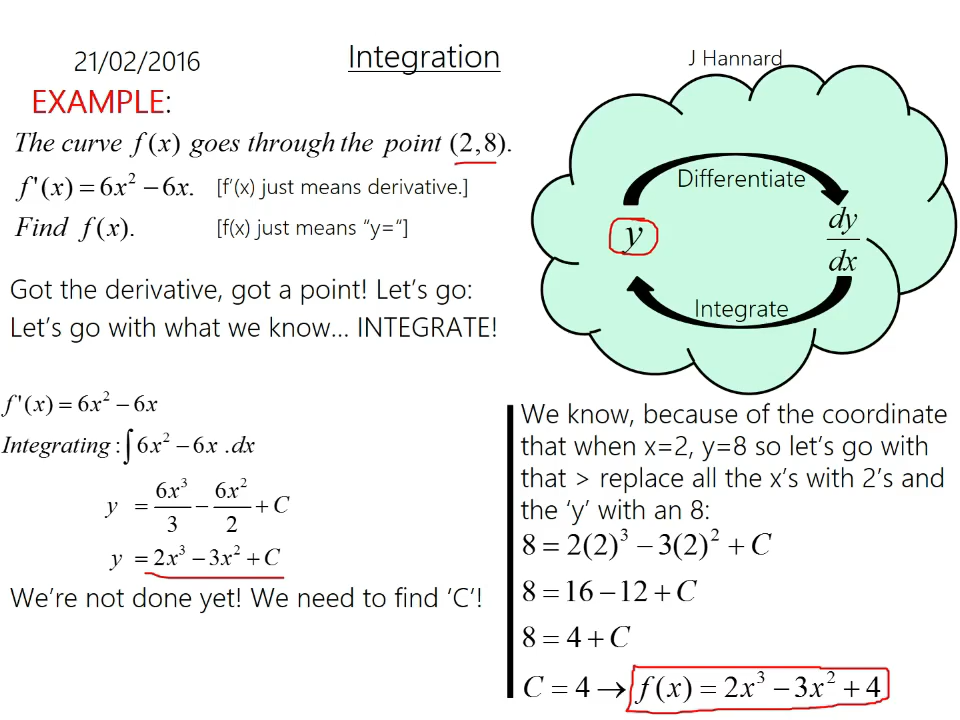 21/02/2016
Integration
J Hannard
EXAMPLE:
The curve f(x) goes through the point (2,8).
f'(x) = 6x² − 6x. [f’(x) just means derivative.]
Find f(x). [f(x) just means “y=“]
Differentiate
y
dy/dx
Integrate
Got the derivative, got a point! Let’s go:
Let’s go with what we know... INTEGRATE!
f'(x) = 6x² − 6x
Integrating : ∫6x² − 6x .dx
y = 6x³/3 − 6x²/2 + C
y = 2x³ − 3x² + C
We’re not done yet! We need to find ‘C’!
We know, because of the coordinate
that when x=2, y=8 so let’s go with
that > replace all the x’s with 2’s and
the ‘y’ with an 8:
8 = 2(2)³ − 3(2)² + C
8 = 16 − 12 + C
8 = 4 + C
C = 4 → f(x) = 2x³ − 3x² + 4